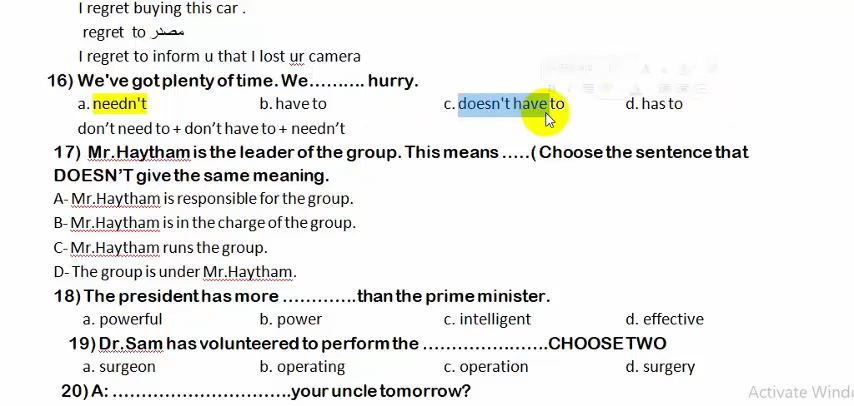 I regret buying this car .
regret to مصدر
I regret to inform u that I lost ur camera
16) We've got plenty of time. We………. hurry.
a. needn't b. have to c. doesn't have to d. has to
don’t need to + don’t have to + needn’t
17) Mr.Haytham is the leader of the group. This means …..( Choose the sentence that
DOESN’T give the same meaning.
A- Mr.Haytham is responsible for the group.
B- Mr.Haytham is in the charge of the group.
C- Mr.Haytham runs the group.
D- The group is under Mr.Haytham.
18) The president has more ………….than the prime minister.
a. powerful b. power c. intelligent d. effective
19) Dr.Sam has volunteered to perform the ………………….CHOOSE TWO
a. surgeon b. operating c. operation d. surgery
20) A: …………………………..your uncle tomorrow?
Activate Windo